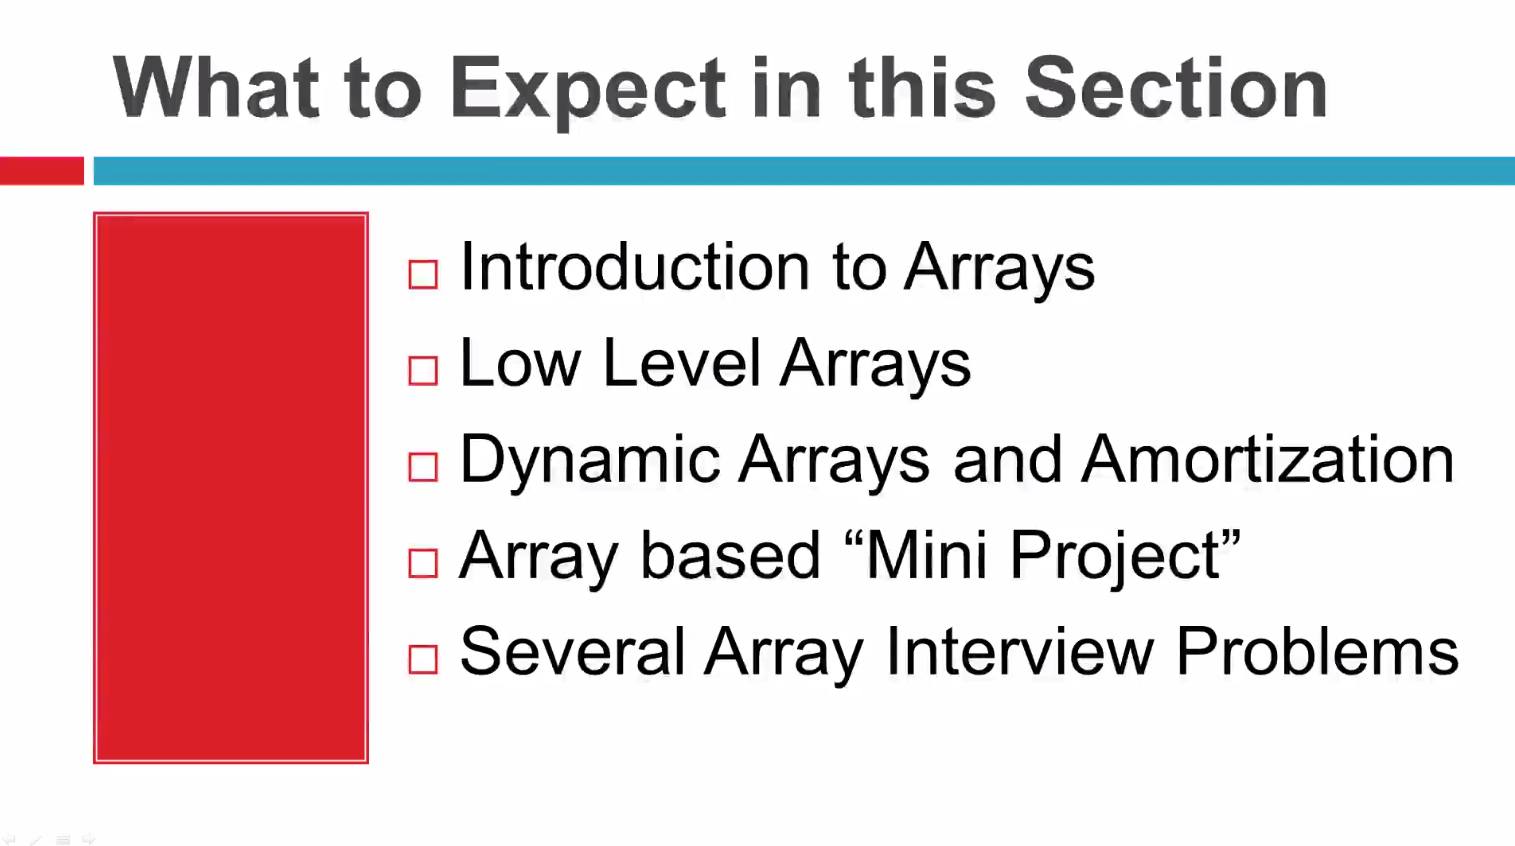 What to Expect in this Section
Introduction to Arrays
Low Level Arrays
Dynamic Arrays and Amortization
Array based “Mini Project”
Several Array Interview Problems